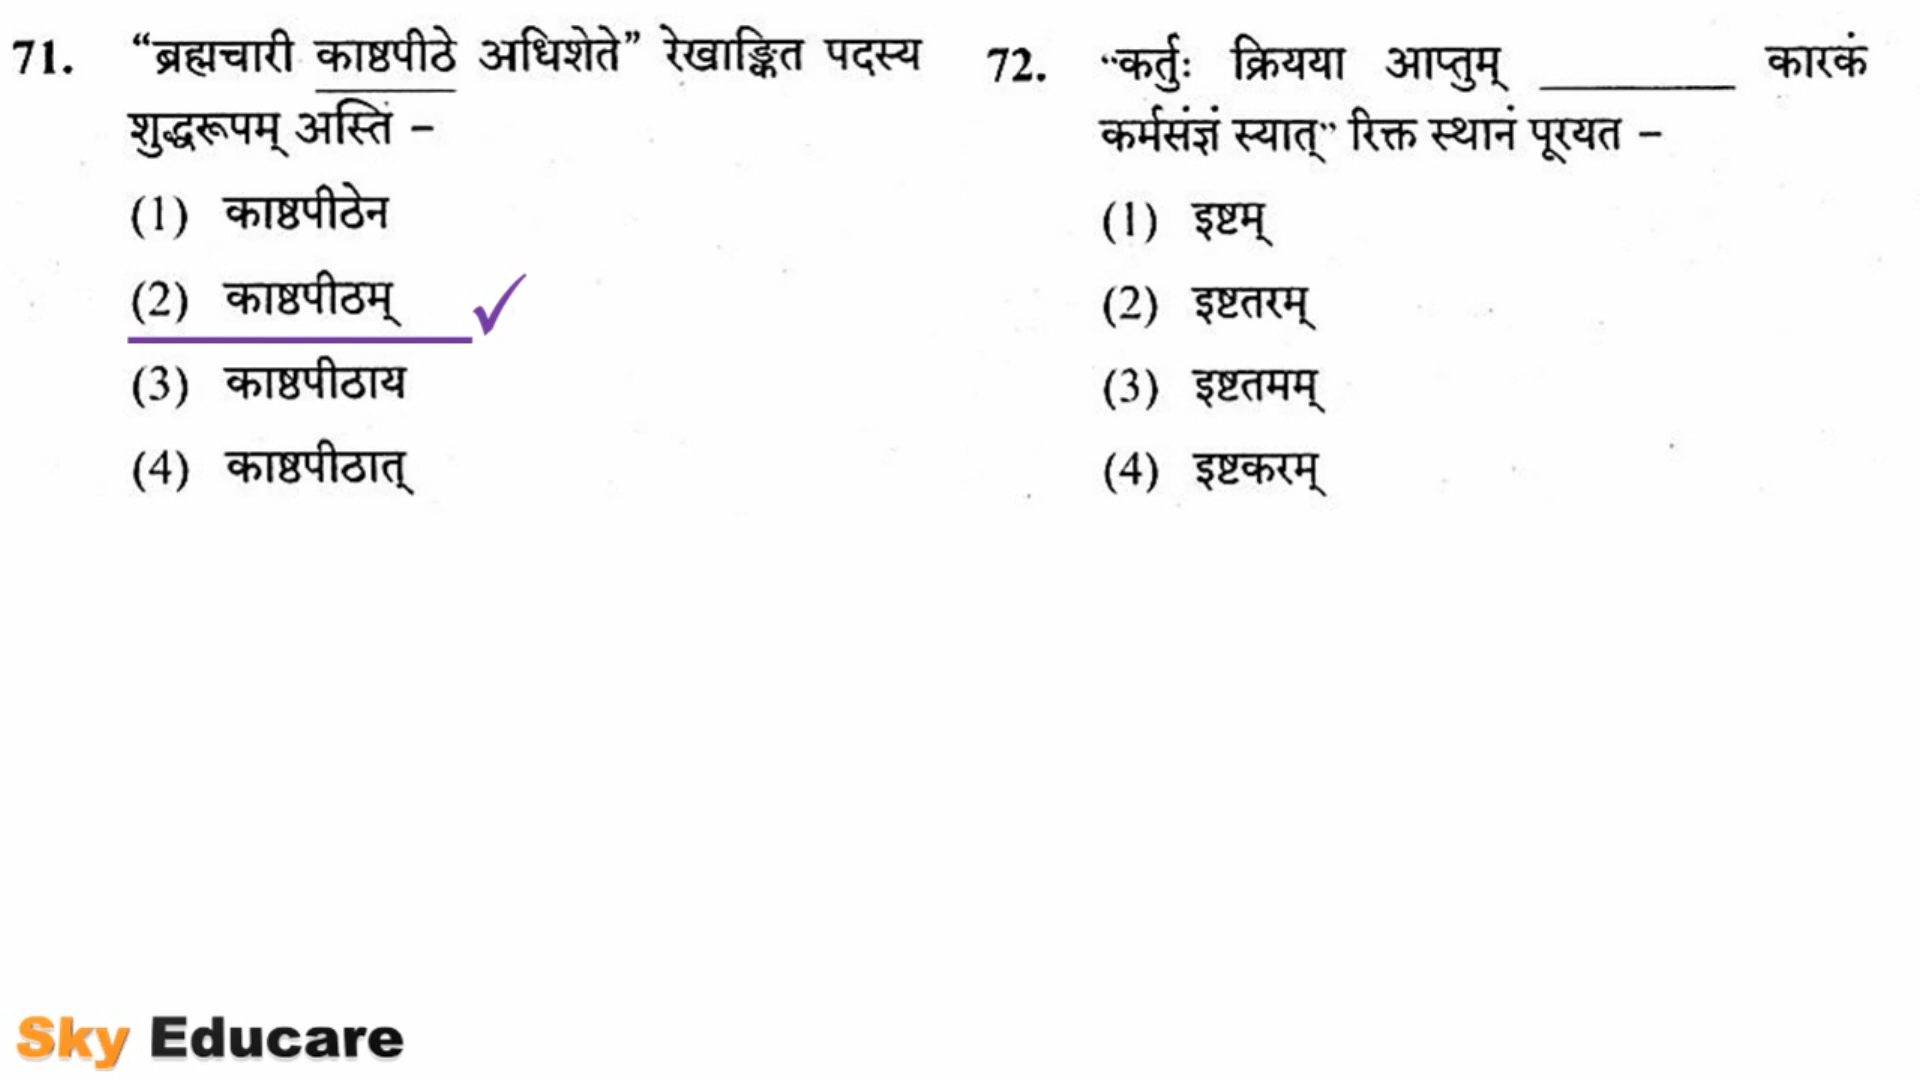 71. “ब्रह्मचारी काष्ठपीठे अधिशेते” रेखाङ्कित पदस्य
शुद्धरूपम् अस्ति –
(1) काष्ठपीठेन
(2) काष्ठपीठम्
(3) काष्ठपीठाय
(4) काष्ठपीठात्
72. “कर्तुः क्रियया आप्तुम् ________ कारकं
कर्मसंज्ञं स्यात्” रिक्त स्थानं पूरयत –
(1) इष्टम्
(2) इष्टतरम्
(3) इष्टतमम्
(4) इष्टकरम्
Sky Educare